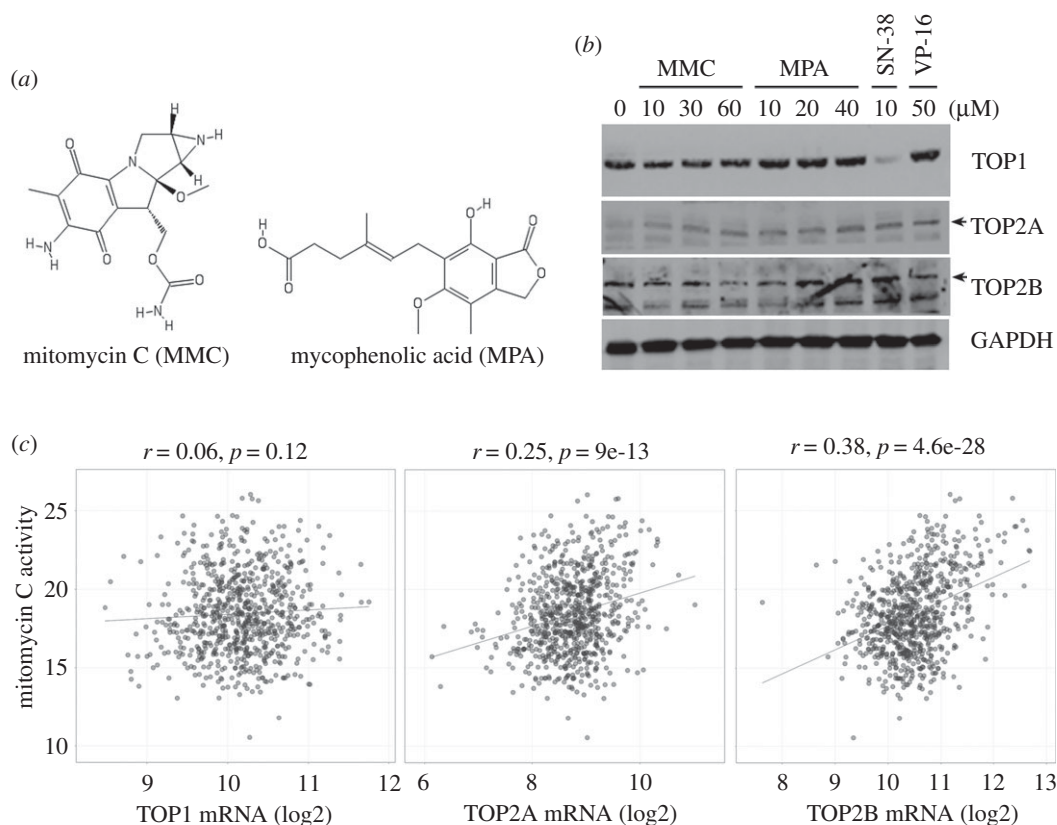 (a)
H
N H
O
N
H
O
N
H
O
O
O
H N
H
mitomycin C (MMC)
H
O
O
H
O
O
O
O
O
mycophenolic acid (MPA)
(b)
MMC MPA SN-38 VP-16
0 10 30 60 10 20 40 10 50 (μM)
TOP1
TOP2A
TOP2B
GAPDH
(c)
r = 0.06, p = 0.12
r = 0.25, p = 9e-13
r = 0.38, p = 4.6e-28
mitomycin C activity
25
20
15
10
9 10 11 12
TOP1 mRNA (log2)
6 8 10
TOP2A mRNA (log2)
8 9 10 11 12 13
TOP2B mRNA (log2)